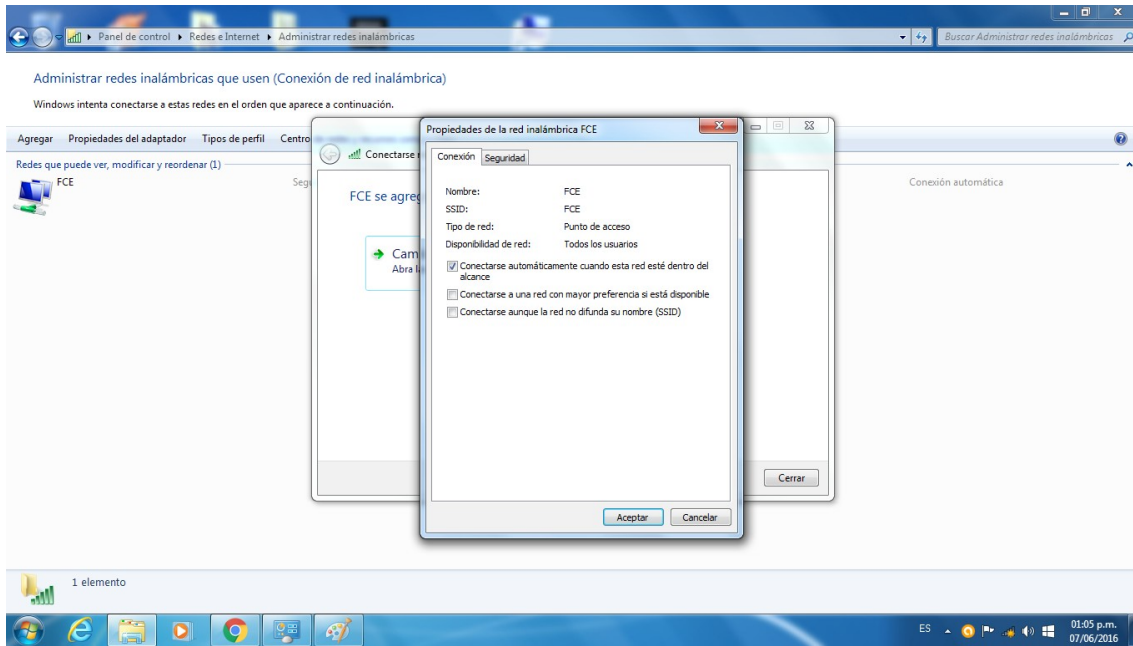 Panel de control ▸ Redes e Internet ▸ Administrar redes inalámbricas
Buscar Administrar redes inalámbricas
Administrar redes inalámbricas que usen (Conexión de red inalámbrica)
Windows intenta conectarse a estas redes en el orden que aparece a continuación.
Agregar Propiedades del adaptador Tipos de perfil Centro
Redes que puede ver, modificar y reordenar (1)
FCE
Conexión automática
Conectarse
FCE se agre
Cam
Abra l
Cerrar
Propiedades de la red inalámbrica FCE
Conexión Seguridad
Nombre: FCE
SSID: FCE
Tipo de red: Punto de acceso
Disponibilidad de red: Todos los usuarios
Conectarse automáticamente cuando esta red esté dentro del
alcance
Conectarse a una red con mayor preferencia si está disponible
Conectarse aunque la red no difunda su nombre (SSID)
Aceptar Cancelar
1 elemento
ES
01:05 p.m.
07/06/2016